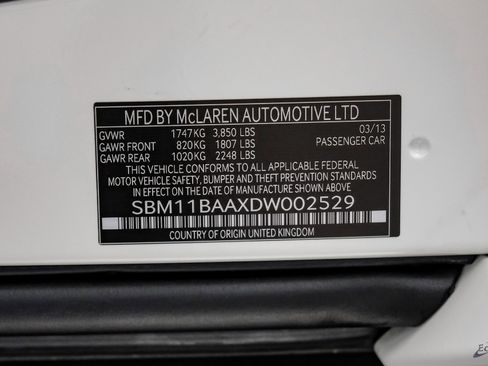 MFD BY McLAREN AUTOMOTIVE LTD
GVWR 1747KG 3,850 LBS 03/13
GAWR FRONT 820KG 1807 LBS PASSENGER CAR
GAWR REAR 1020KG 2248 LBS
THIS VEHICLE CONFORMS TO ALL APPLICABLE FEDERAL
MOTOR VEHICLE SAFETY, BUMPER AND THEFT PREVENTION
STANDARDS IN EFFECT ON THE DATE OF MANUFACTURE SHOWN ABOVE
SBM11BAAXDW002529
COUNTRY OF ORIGIN UNITED KINGDOM